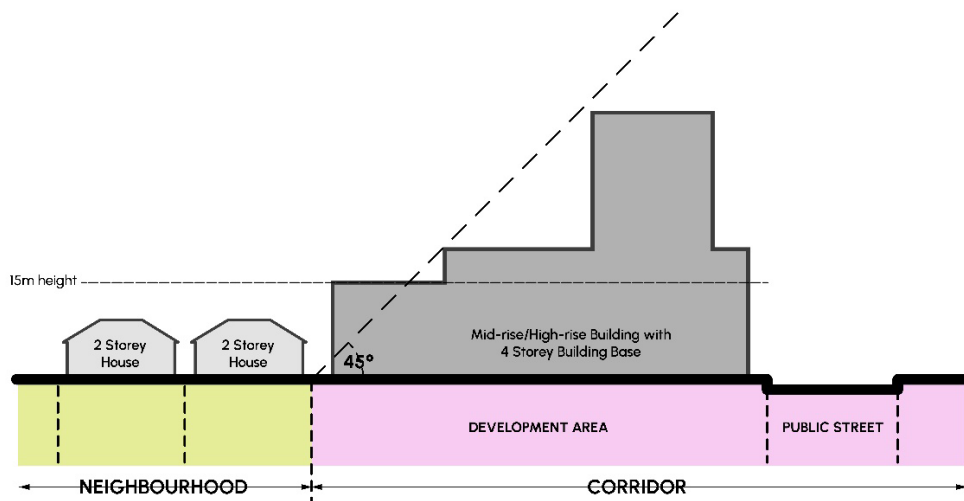 15m height
2 Storey
House
2 Storey
House
45°
Mid-rise/High-rise Building with
4 Storey Building Base
DEVELOPMENT AREA
PUBLIC STREET
NEIGHBOURHOOD
CORRIDOR